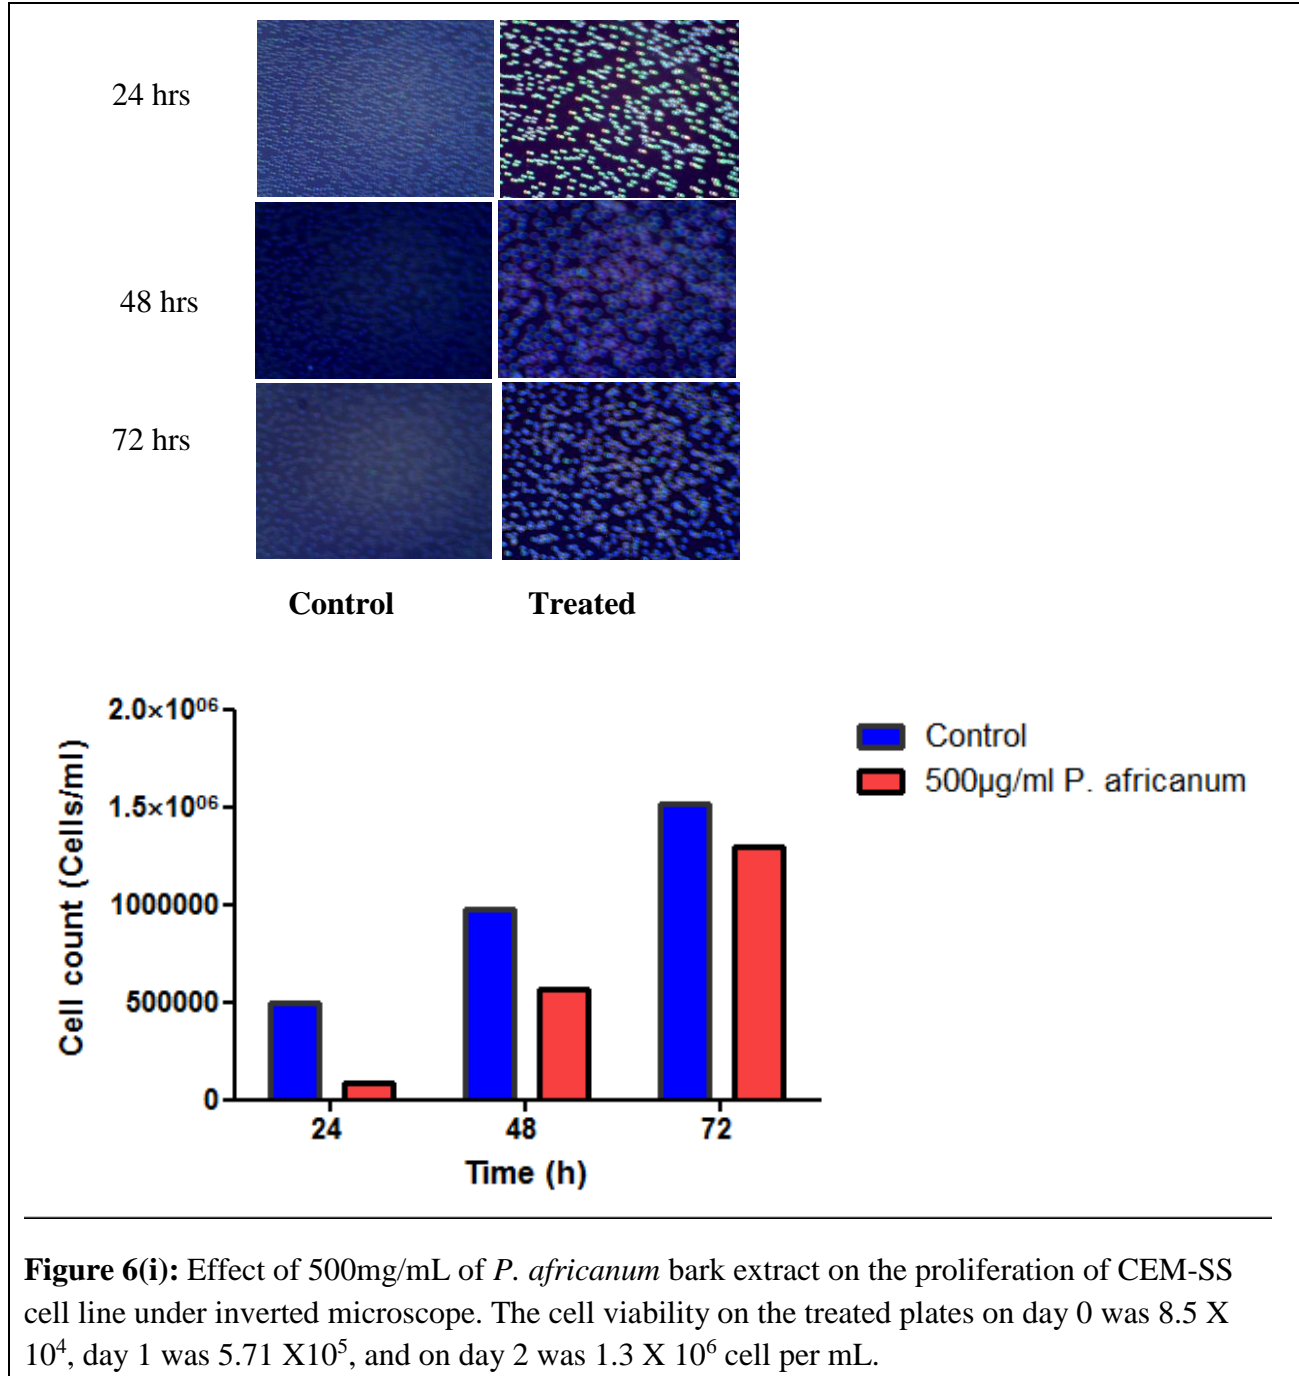 24 hrs
48 hrs
72 hrs
Control Treated
2.0×10⁰⁶
1.5×10⁰⁶
1000000
500000
0
Cell count (Cells/ml)
24 48 72
Time (h)
Control
500µg/ml P. africanum
Figure 6(i): Effect of 500mg/mL of P. africanum bark extract on the proliferation of CEM-SS
cell line under inverted microscope. The cell viability on the treated plates on day 0 was 8.5 X
10⁴, day 1 was 5.71 X10⁵, and on day 2 was 1.3 X 10⁶ cell per mL.